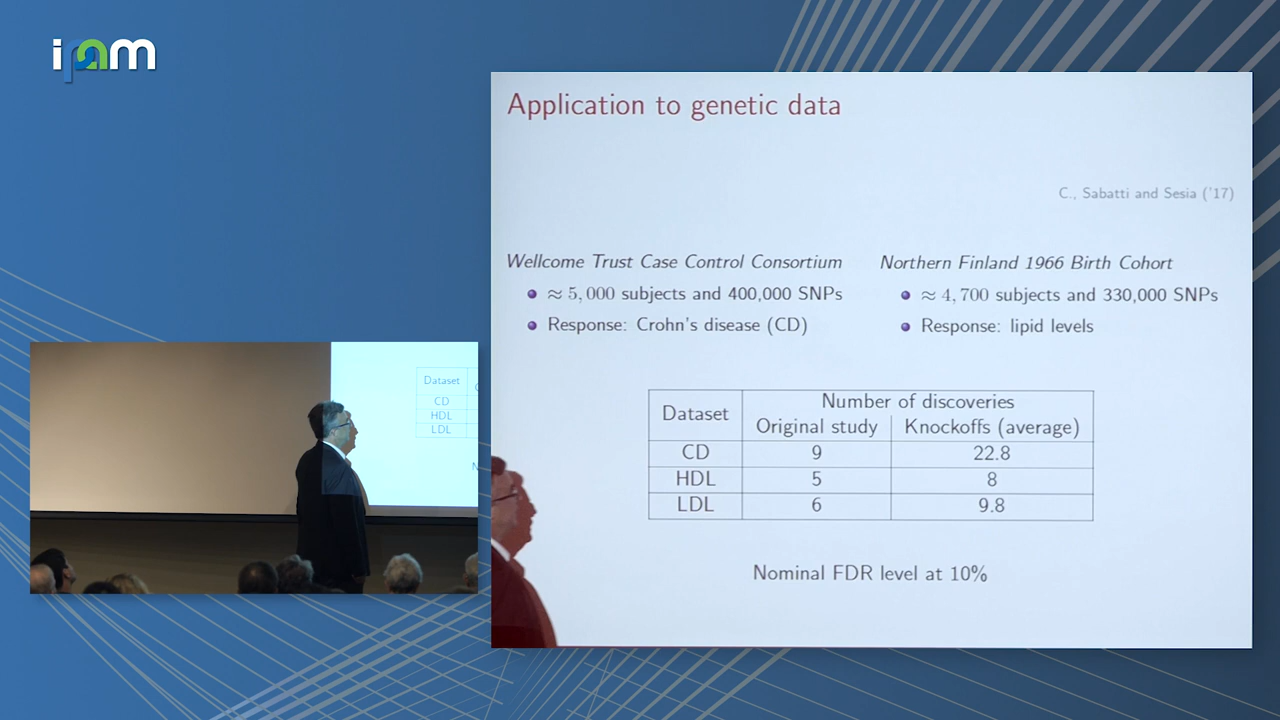 ipam
Application to genetic data
C., Sabatti and Sesia ('17)
Wellcome Trust Case Control Consortium
≈ 5,000 subjects and 400,000 SNPs
Response: Crohn's disease (CD)
Northern Finland 1966 Birth Cohort
≈ 4,700 subjects and 330,000 SNPs
Response: lipid levels
Dataset
Number of discoveries
Original study
Knockoffs (average)
CD 9 22.8
HDL 5 8
LDL 6 9.8
Nominal FDR level at 10%
Dataset
CD
HDL
LDL